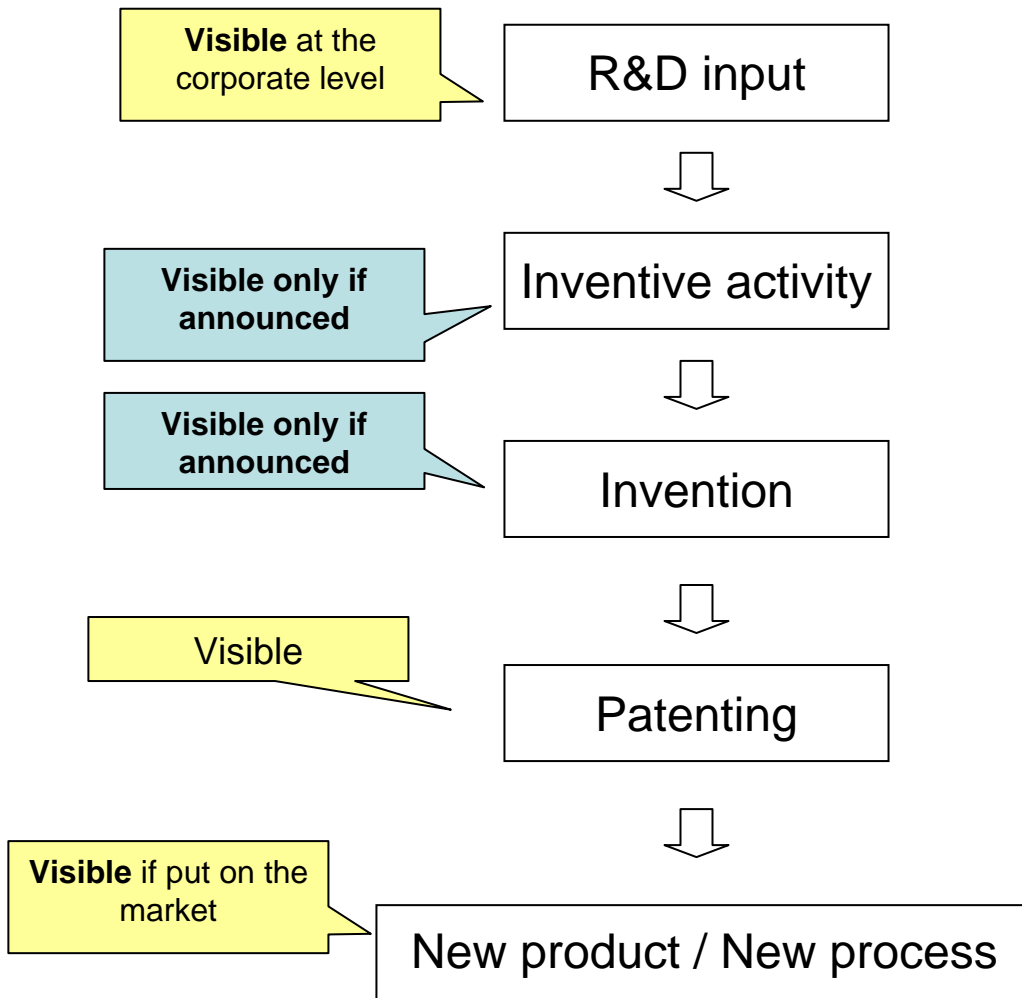 Visible at the
corporate level
R&D input
Visible only if
announced
Inventive activity
Visible only if
announced
Invention
Visible
Patenting
Visible if put on the
market
New product / New process